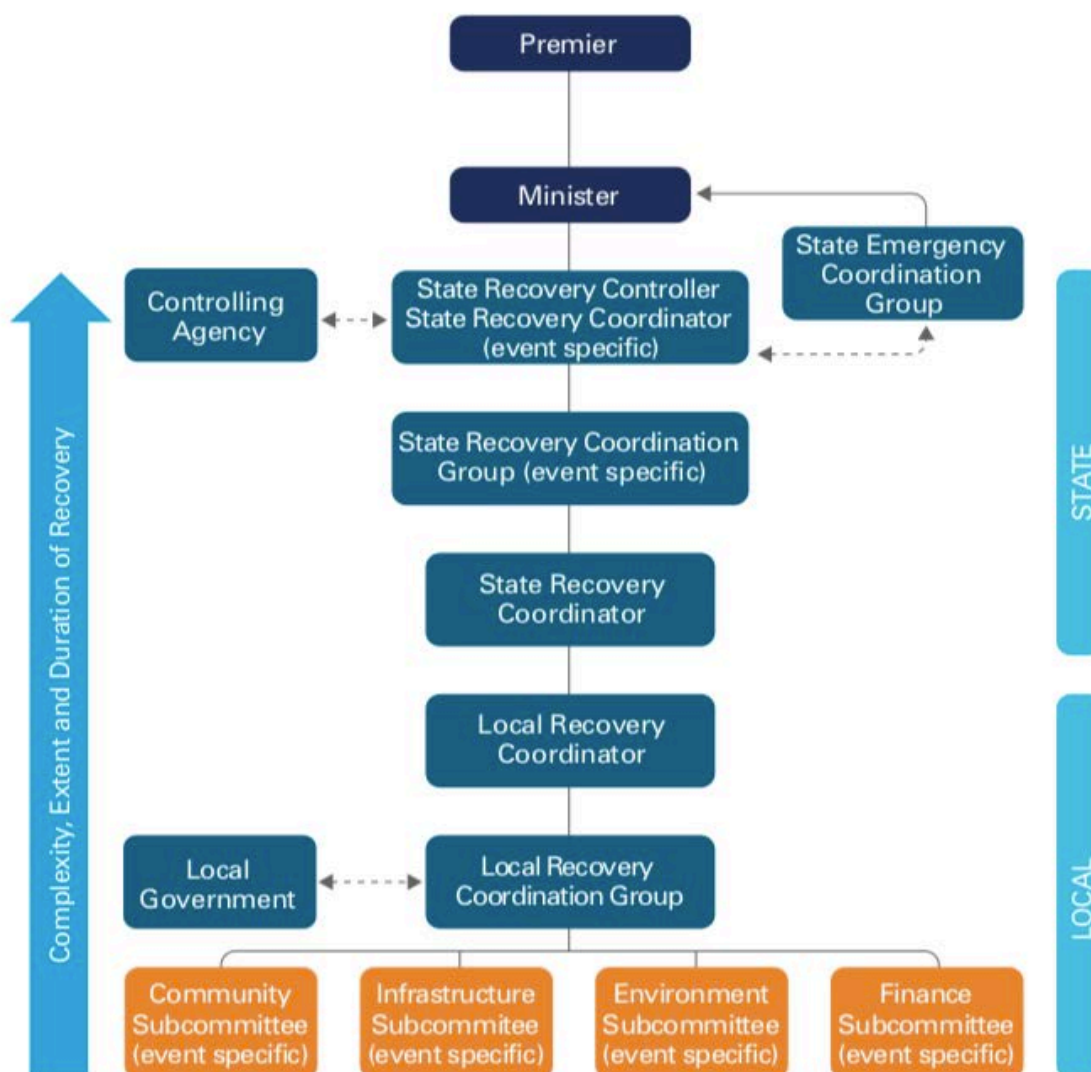 Premier
Minister
State Emergency
Coordination
Group
Controlling
Agency
State Recovery Controller
State Recovery Coordinator
(event specific)
State Recovery Coordination
Group (event specific)
State Recovery
Coordinator
Local Recovery
Coordinator
Local
Government
Local Recovery
Coordination Group
Community
Subcommittee
(event specific)
Infrastructure
Subcommitee
(event specific)
Environment
Subcommittee
(event specific)
Finance
Subcommittee
(event specific)
Complexity, Extent and Duration of Recovery
STATE
LOCAL